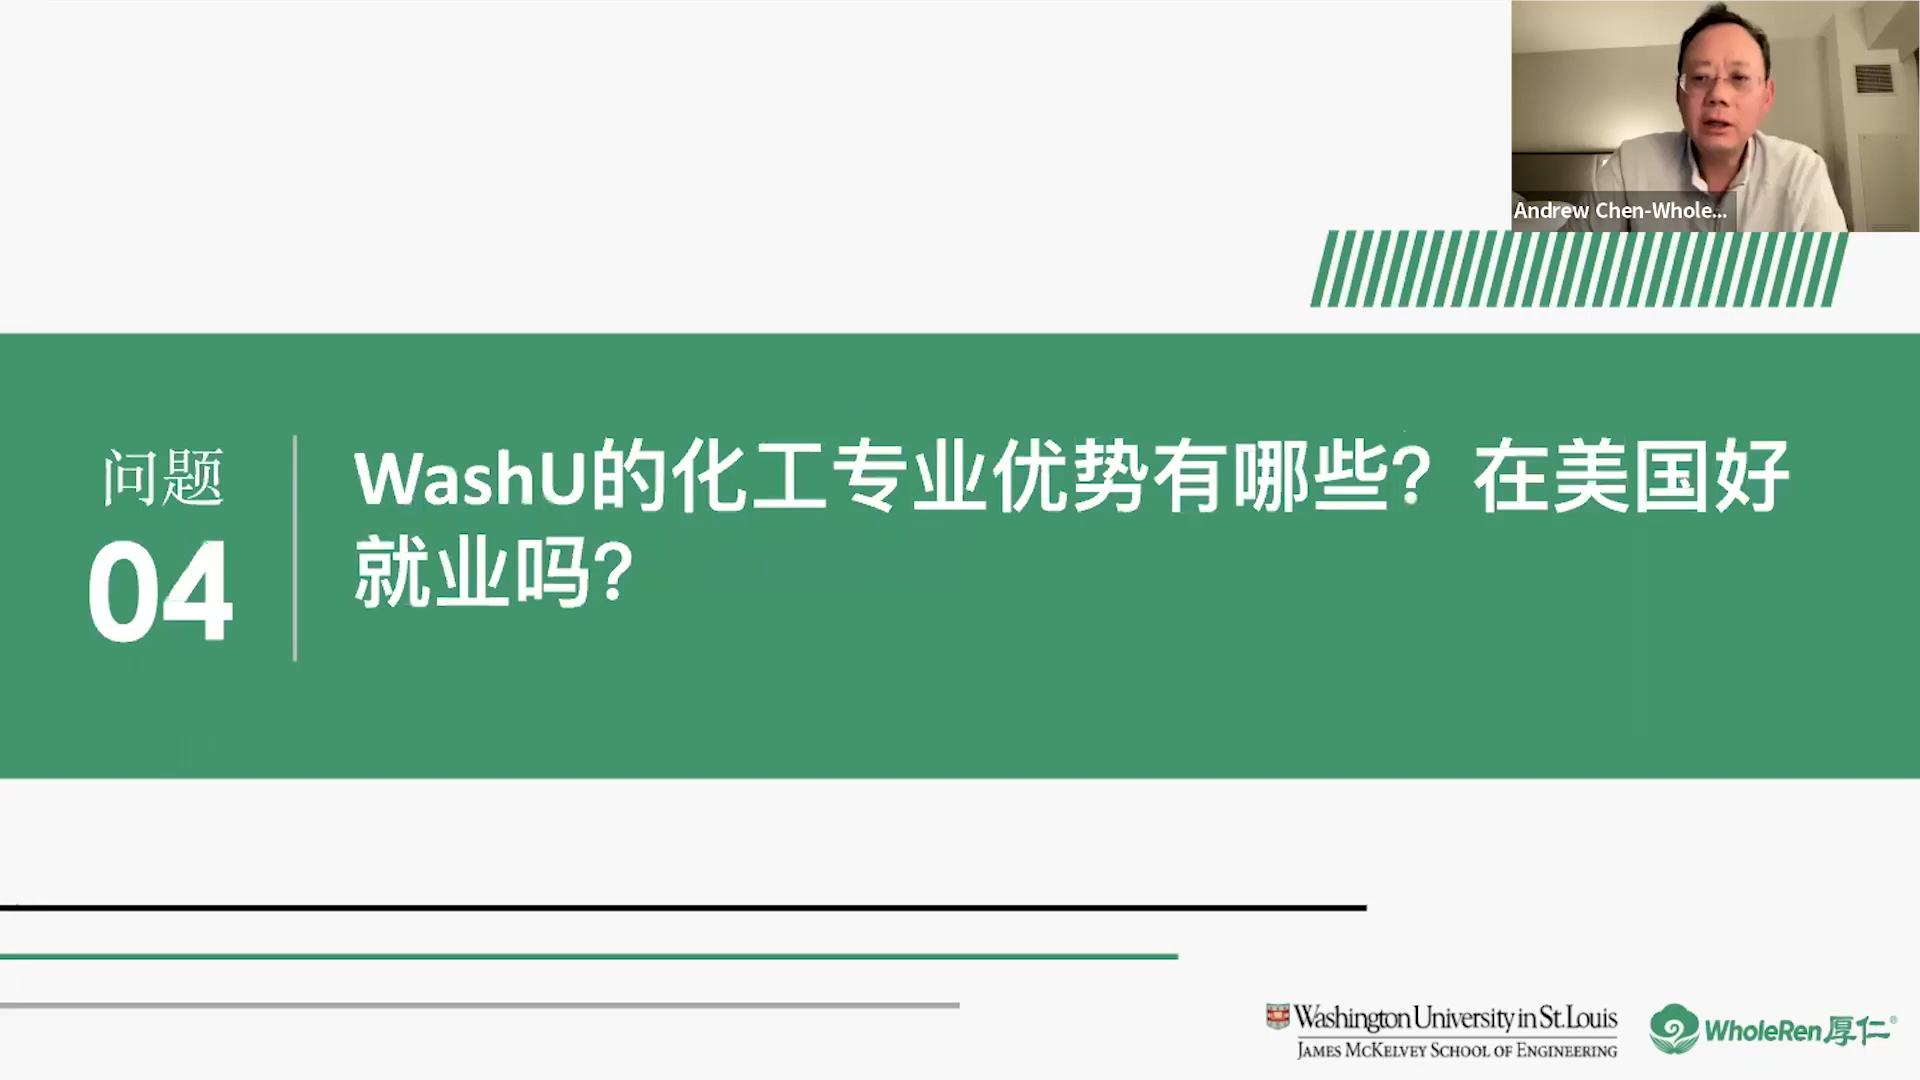 Andrew Chen-Whole...
问题
04
WashU的化工专业优势有哪些？在美国好
就业吗？
Washington University in St. Louis
JAMES MCKELVEY SCHOOL OF ENGINEERING
WholeRen厚仁®